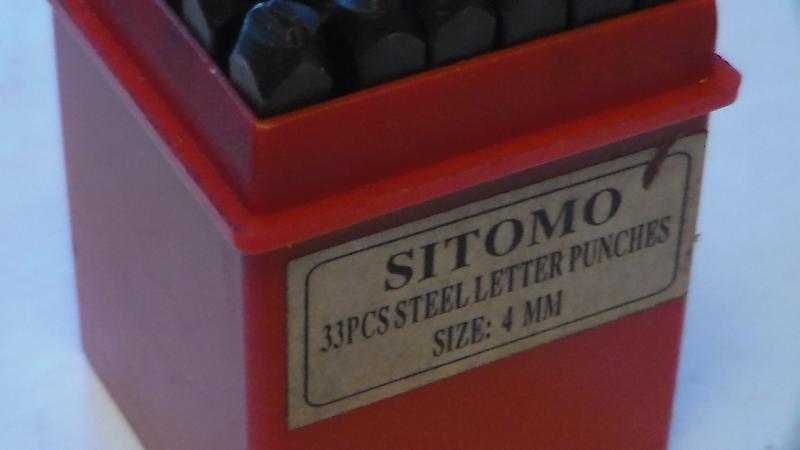 SITOMO
33PCS STEEL LETTER PUNCHES
SIZE: 4 MM